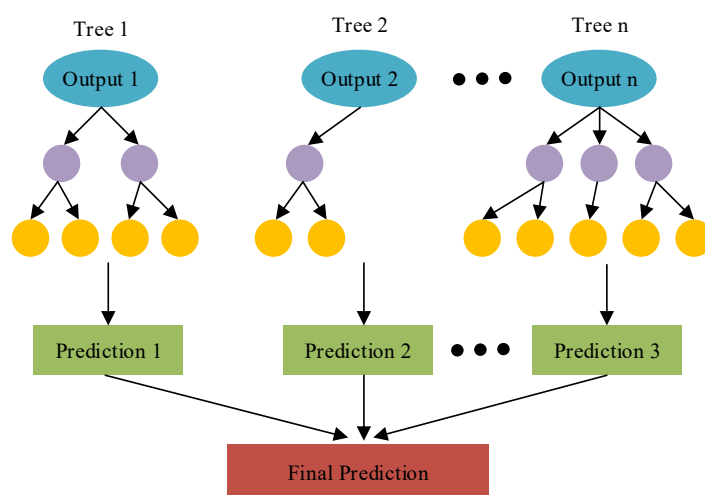 Tree 1
Tree 2
Tree n
Output 1
Output 2
Output n
Prediction 1
Prediction 2
Prediction 3
Final Prediction